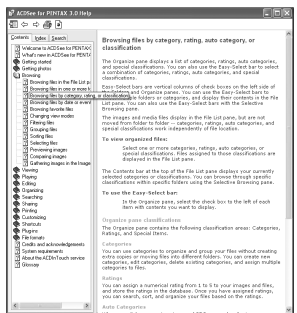 ACDSee for PENTAX 3.0 Help
Contents Index Search
Welcome to ACDSee for PENTAX
What's new in ACDSee for PENTAX
Getting started
Getting photos
Browsing
Browsing files in the File List p
Browsing files in one or more f
Browsing files by category, rating, or classification
Browsing files by date or event
Browsing favorite files
Changing view modes
Filtering files
Grouping files
Sorting files
Selecting files
Previewing images
Comparing images
Gathering images in the Image
Viewing
Playing
Editing
Organizing
Searching
Sharing
Printing
Customizing
Shortcuts
Plug-ins
File formats
Credits and acknowledgements
System requirements
About the ACDInTouch service
Glossary
Browsing files by category, rating, auto category, or
classification
The Organize pane displays a list of categories, ratings, auto categories,
and special classifications. You can also use the Easy-Select bar to select
a combination of categories, ratings, auto categories, and special
classifications.
Easy-Select bars are vertical columns of check boxes on the left side of
the Folders and Organize panes. You can use the Easy-Select bars to
multiple folders or categories, and display their contents in the File
List pane. You can also use the Easy-Select bar with the Selective
Browsing pane.
The images and media files display in the File List pane, but are not
moved from folder to folder — categories, ratings, auto categories, and
special classifications work independently of file location.
To view organized files:
Select one or more categories, ratings, auto categories, or
special classifications. Files assigned to those classifications are
displayed in the File List pane.
The Contents bar at the top of the File List pane displays your currently
selected categories or classifications. You can browse through specific
classifications within specific folders using the Selective Browsing pane.
To use the Easy-Select bar:
In the Organize pane, select the check box to the left of each
item with contents you want to display.
Organize pane classifications
The Organize pane contains the following classification areas: Categories,
Ratings, and Special Items.
Categories
You can use categories to organize and group your files without creating
extra copies or moving files into different folders. You can create new
categories, edit categories, delete existing categories, and assign multiple
categories to files.
Ratings
You can assign a numerical rating from 1 to 5 to your images and files,
and store the ratings in the database. Once you have assigned ratings,
you can search, sort, and organize your files based on the ratings.
Auto Categories